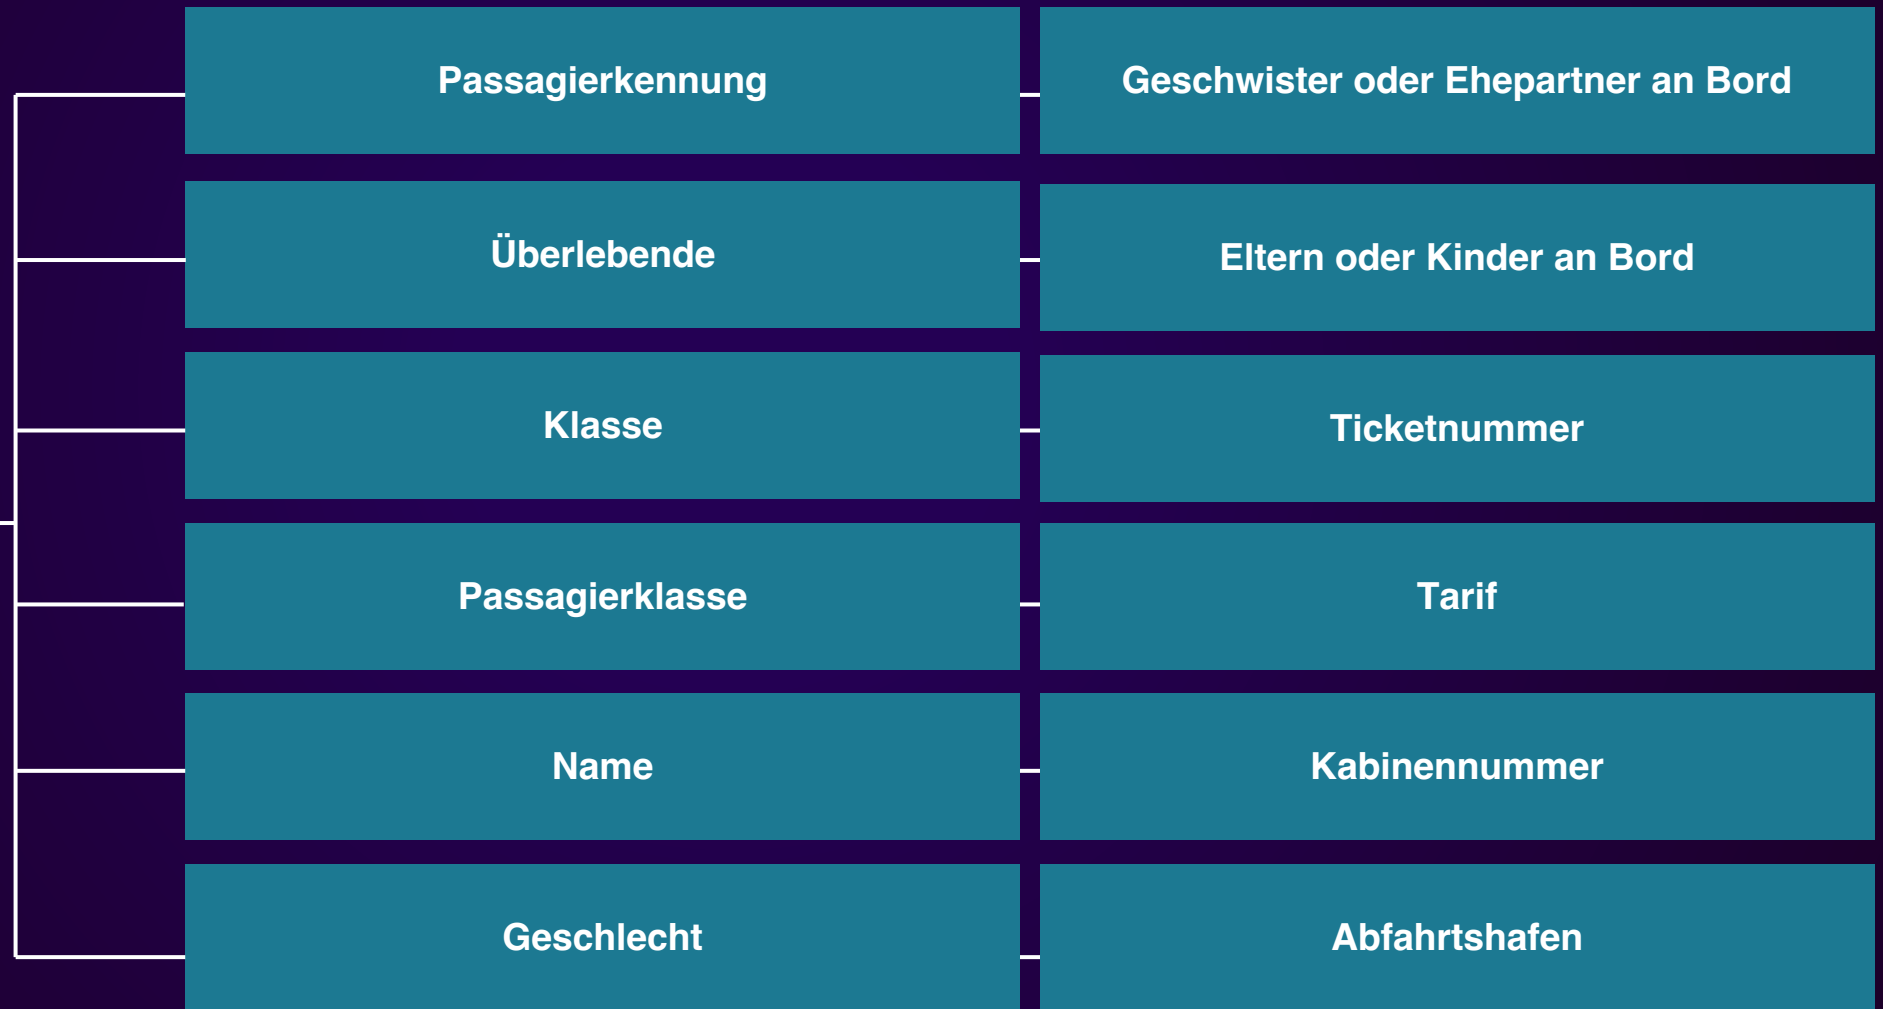 Passagierkennung
Geschwister oder Ehepartner an Bord
Überlebende
Eltern oder Kinder an Bord
Klasse
Ticketnummer
Passagierklasse
Tarif
Name
Kabinennummer
Geschlecht
Abfahrtshafen